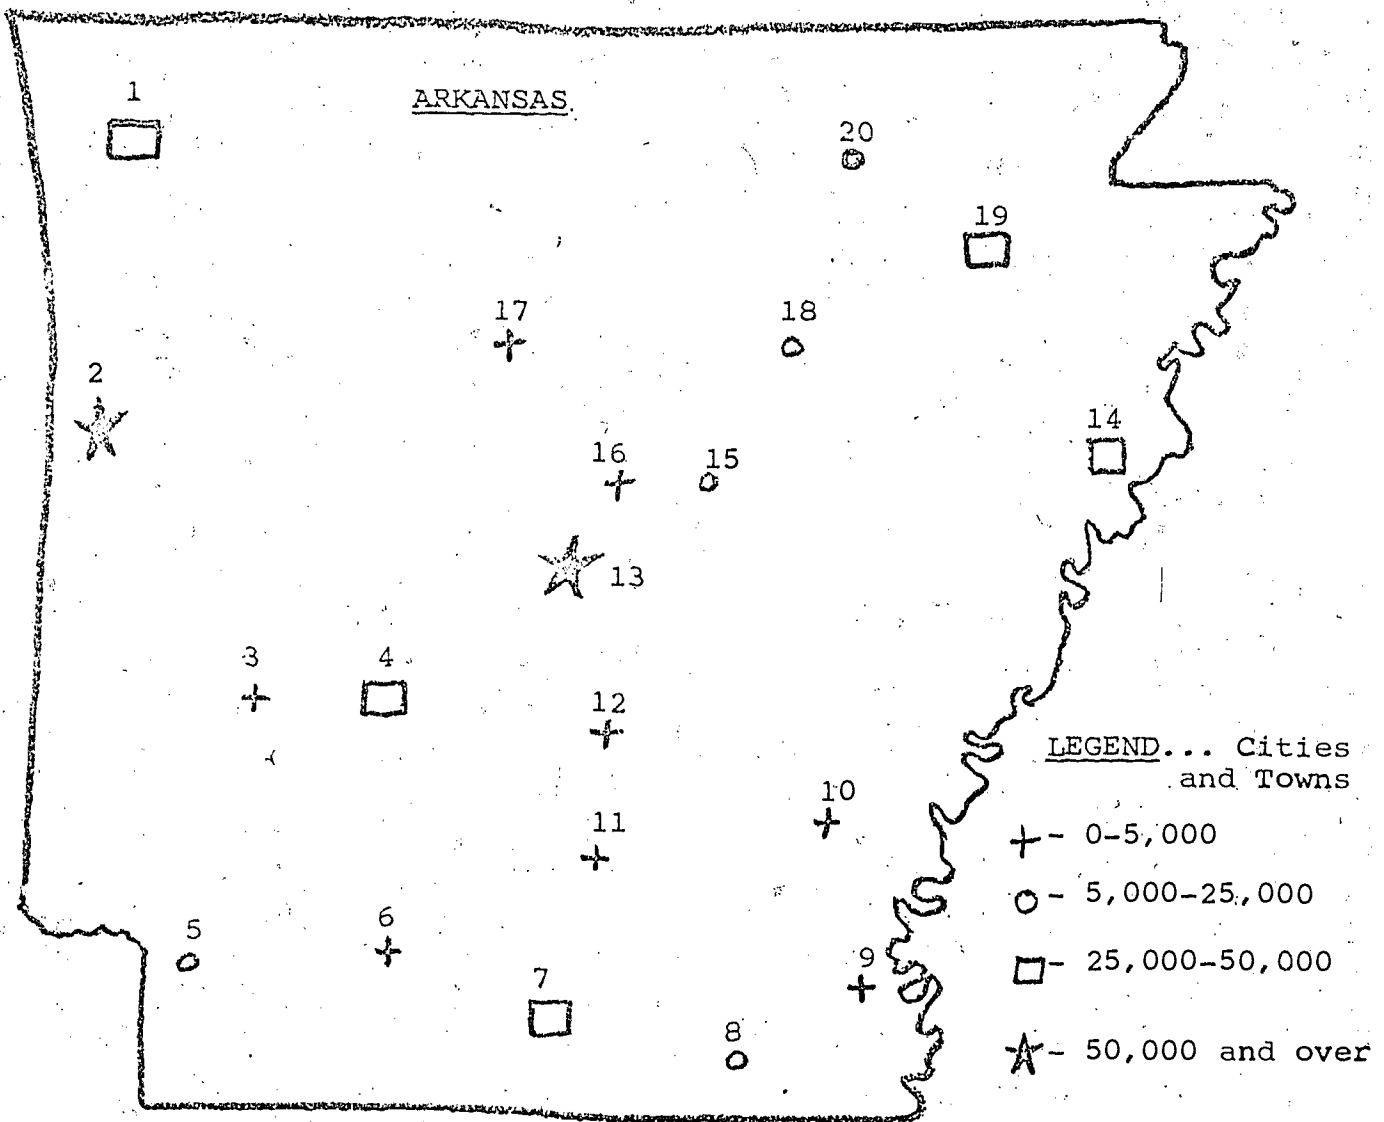 1
ARKANSAS
20
19
17
18
2
14
16
15
13
3
4
12
LEGEND... Cities
and Towns
10
11
+ - 0-5,000
O - 5,000-25,000
5
6
9
□ - 25,000-50,000
7
8
☆ - 50,000 and over